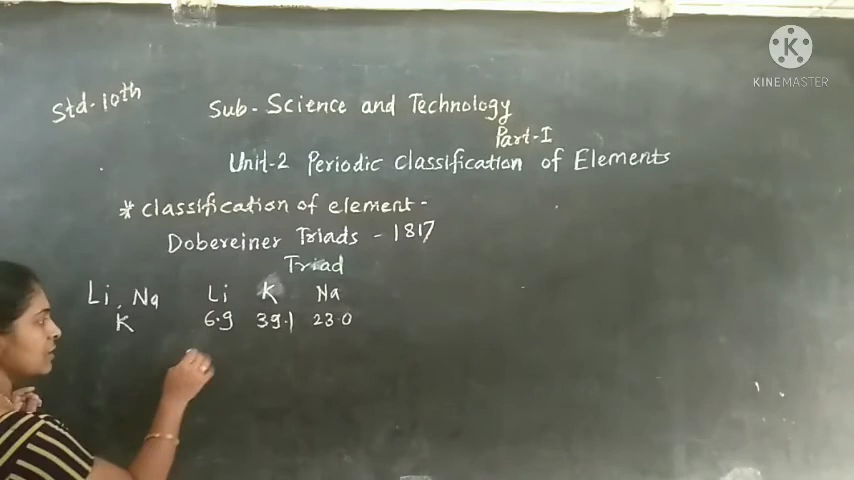 K
KINEMASTER
Std-10th
Sub- Science and Technology
Part-I
Unit-2 Periodic classification of Elements
* classification of element -
Dobereiner Triads - 1817
Triad
Li, Na Li K Na
K 6.9 39.1 23.0